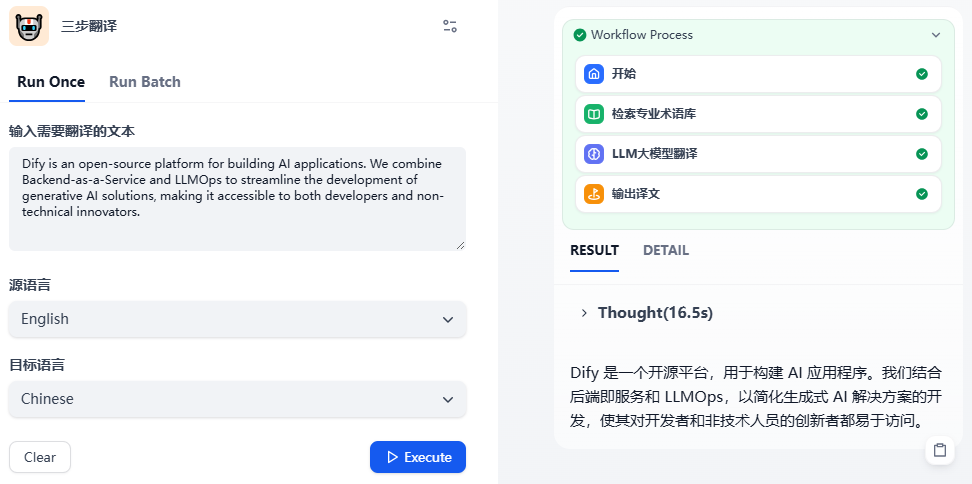 三步翻译
Run Once
Run Batch
输入需要翻译的文本
Dify is an open-source platform for building AI applications. We combine
Backend-as-a-Service and LLMOps to streamline the development of
generative AI solutions, making it accessible to both developers and non-
technical innovators.
源语言
English
目标语言
Chinese
Clear
Execute
Workflow Process
开始
检索专业术语库
LLM大模型翻译
输出译文
RESULT
DETAIL
Thought(16.5s)
Dify 是一个开源平台，用于构建 AI 应用程序。我们结合
后端即服务和 LLMOps，以简化生成式 AI 解决方案的开
发，使其对开发者和非技术人员的创新者都易于访问。